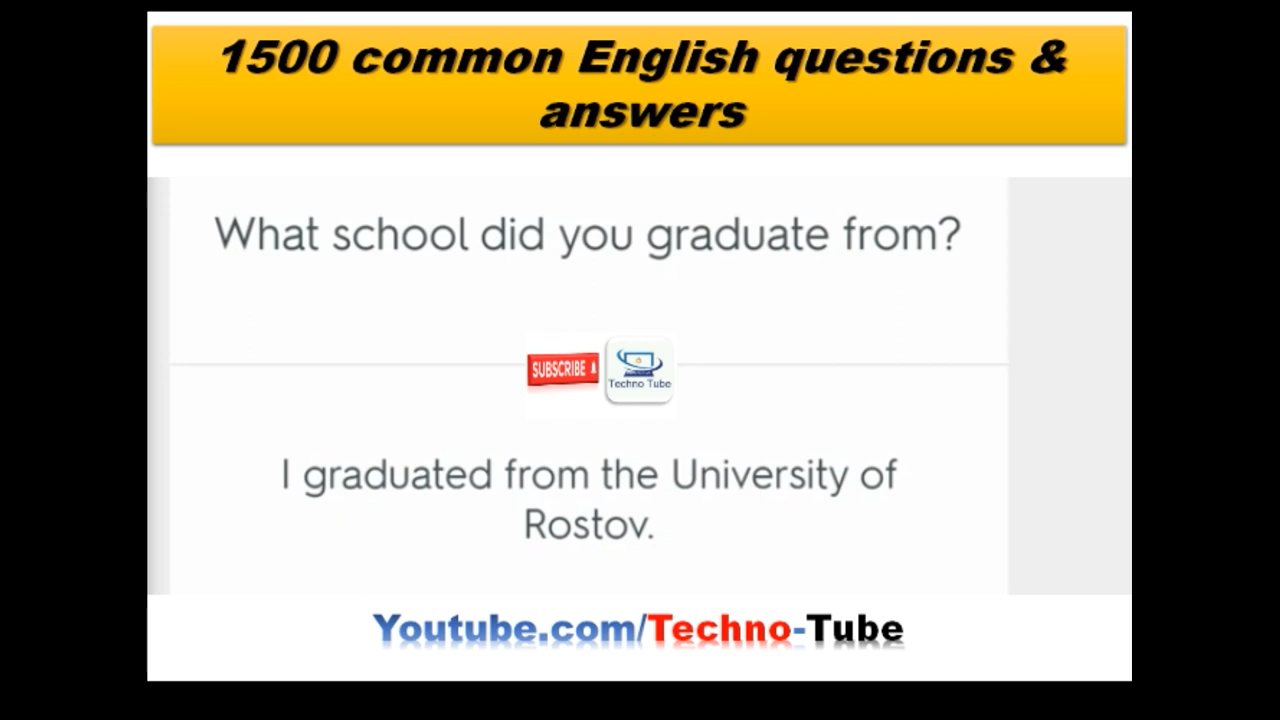 1500 common English questions &
answers
What school did you graduate from?
SUBSCRIBE
Techno Tube
I graduated from the University of
Rostov.
Youtube.com/Techno-Tube